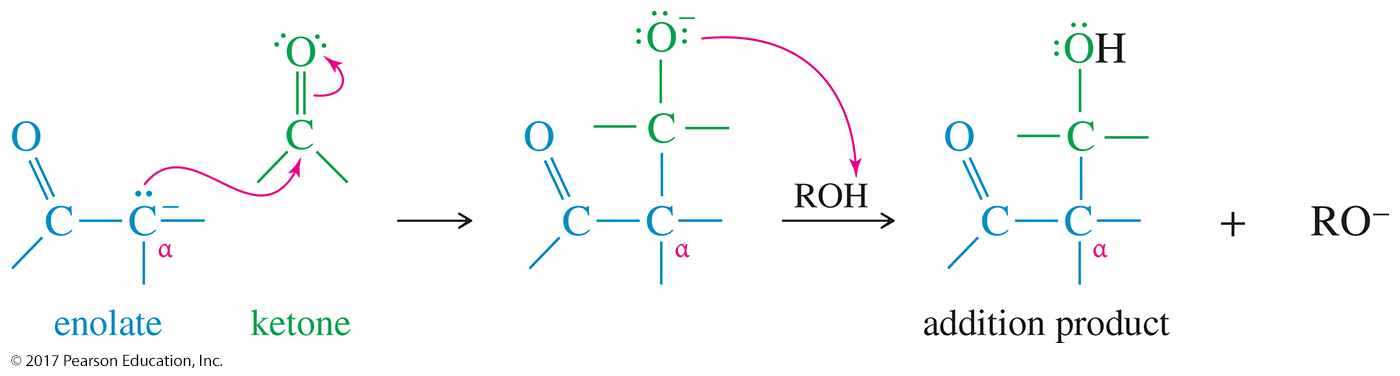 O
O
C
C
α
enolate
ketone
O
C
C
C
α
O
ROH
OH
C
C
C
α
O
addition product
+
RO⁻
© 2017 Pearson Education, Inc.